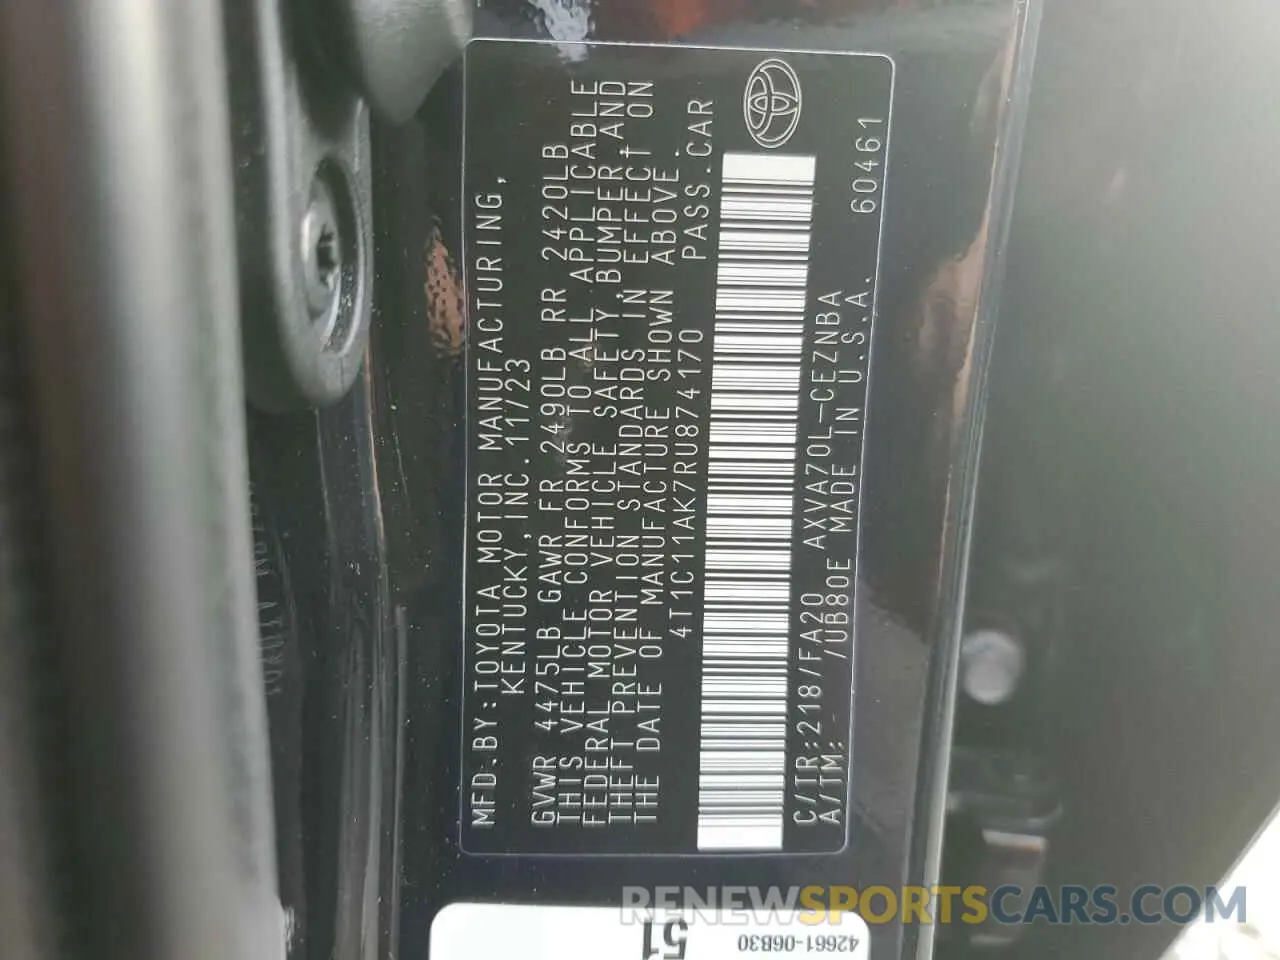 MFD.BY:TOYOTA MOTOR MANUFACTURING,
KENTUCKY,INC.11/23
GVWR 4475LB GAWR FR 2490LB RR 2420LB
THIS VEHICLE CONFORMS TO ALL APPLICABLE
FEDERAL MOTOR VEHICLE SAFETY,BUMPER,AND
THEFT PREVENTION STANDARDS IN EFFECT ON
THE DATE OF MANUFACTURE SHOWN ABOVE.
4T1C11AK7RU874170 PASS.CAR
C/TR:218/FA20 AXVA70L-CEZNBA
A/TM: /UB80E MADE IN U.S.A. 60461
51
42661-06B30
RENEWSPORTSCARS.COM